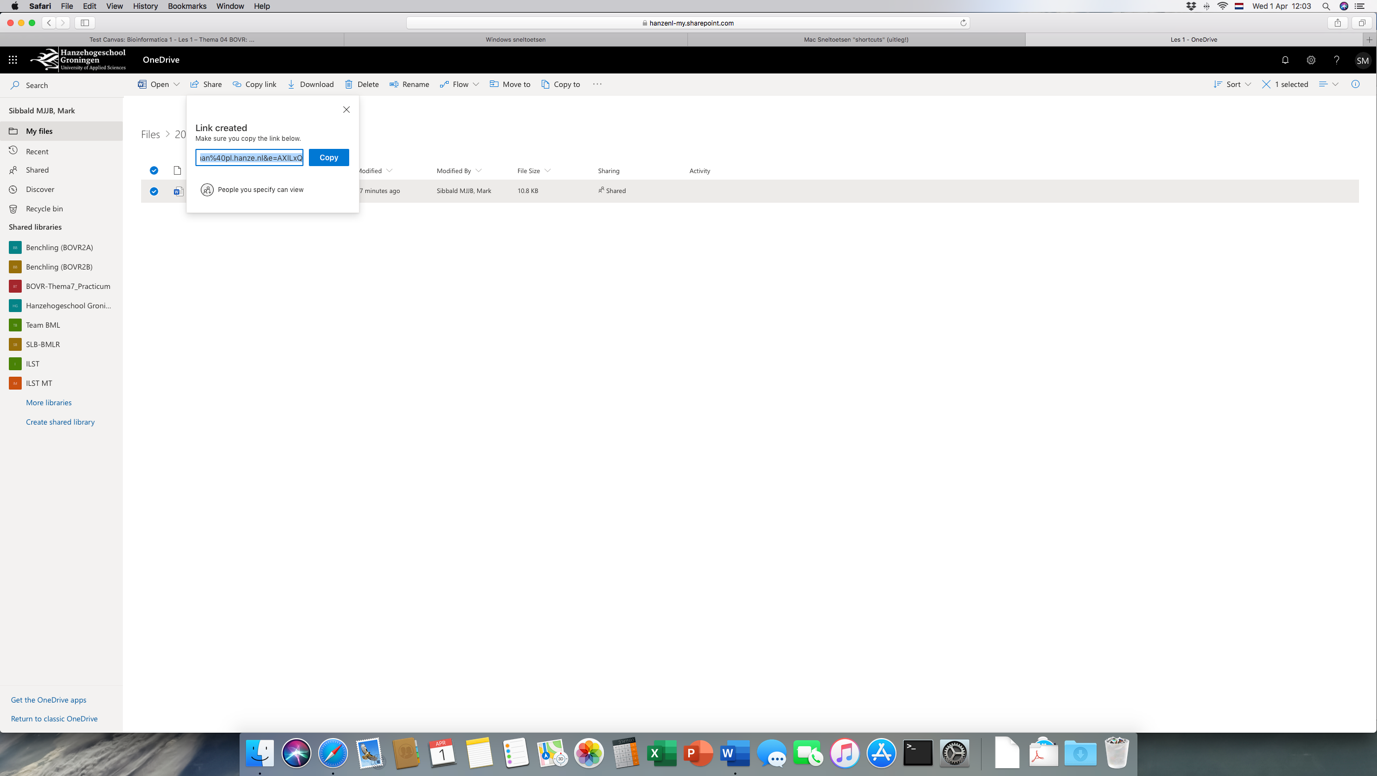 Safari File Edit View History Bookmarks Window Help
Wed 1 Apr 12:03
hanzenl-my.sharepoint.com
Test Canvas: Bioinformatica 1 - Les 1 – Thema 04 BOVR: ...
Windows sneltoetsen
Mac Sneltoetsen "shortcuts" (uitleg!)
Les 1 - OneDrive
Hanzehogeschool
Groningen
University of Applied Sciences
OneDrive
SM
Search
Open Share Copy link Download Delete Rename Flow Move to Copy to ...
Sort 1 selected
Sibbald MJJB, Mark
My files
Recent
Shared
Discover
Recycle bin
Shared libraries
Benchling (BOVR2A)
Benchling (BOVR2B)
BOVR-Thema7_Practicum
Hanzehogeschool Groni...
Team BML
SLB-BMLR
ILST
ILST MT
More libraries
Create shared library
Get the OneDrive apps
Return to classic OneDrive
Files > 20
Link created
Make sure you copy the link below.
an%40pl.hanze.nl&e=AXILxQ
Copy
People you specify can view
Modified Modified By File Size Sharing Activity
7 minutes ago Sibbald MJJB, Mark 10.8 KB Shared
APR
1